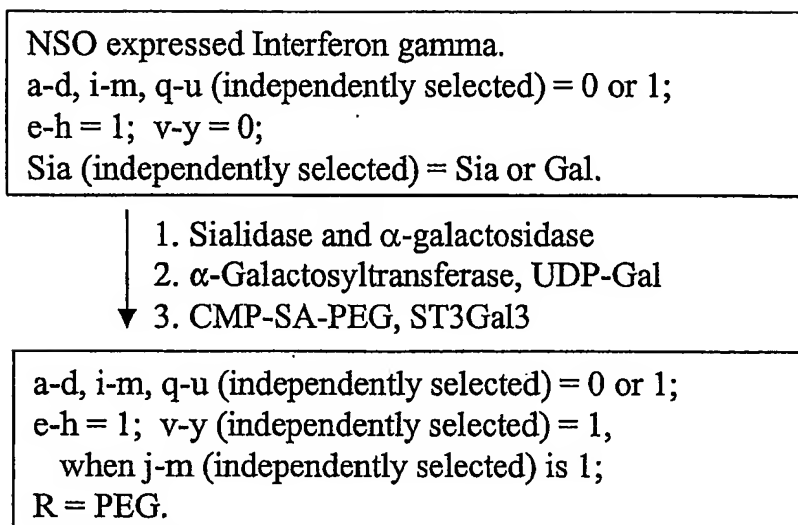 NSO expressed Interferon gamma.
a-d, i-m, q-u (independently selected) = 0 or 1;
e-h = 1; v-y = 0;
Sia (independently selected) = Sia or Gal.
1. Sialidase and α-galactosidase
2. α-Galactosyltransferase, UDP-Gal
3. CMP-SA-PEG, ST3Gal3
a-d, i-m, q-u (independently selected) = 0 or 1;
e-h = 1; v-y (independently selected) = 1,
when j-m (independently selected) is 1;
R = PEG.